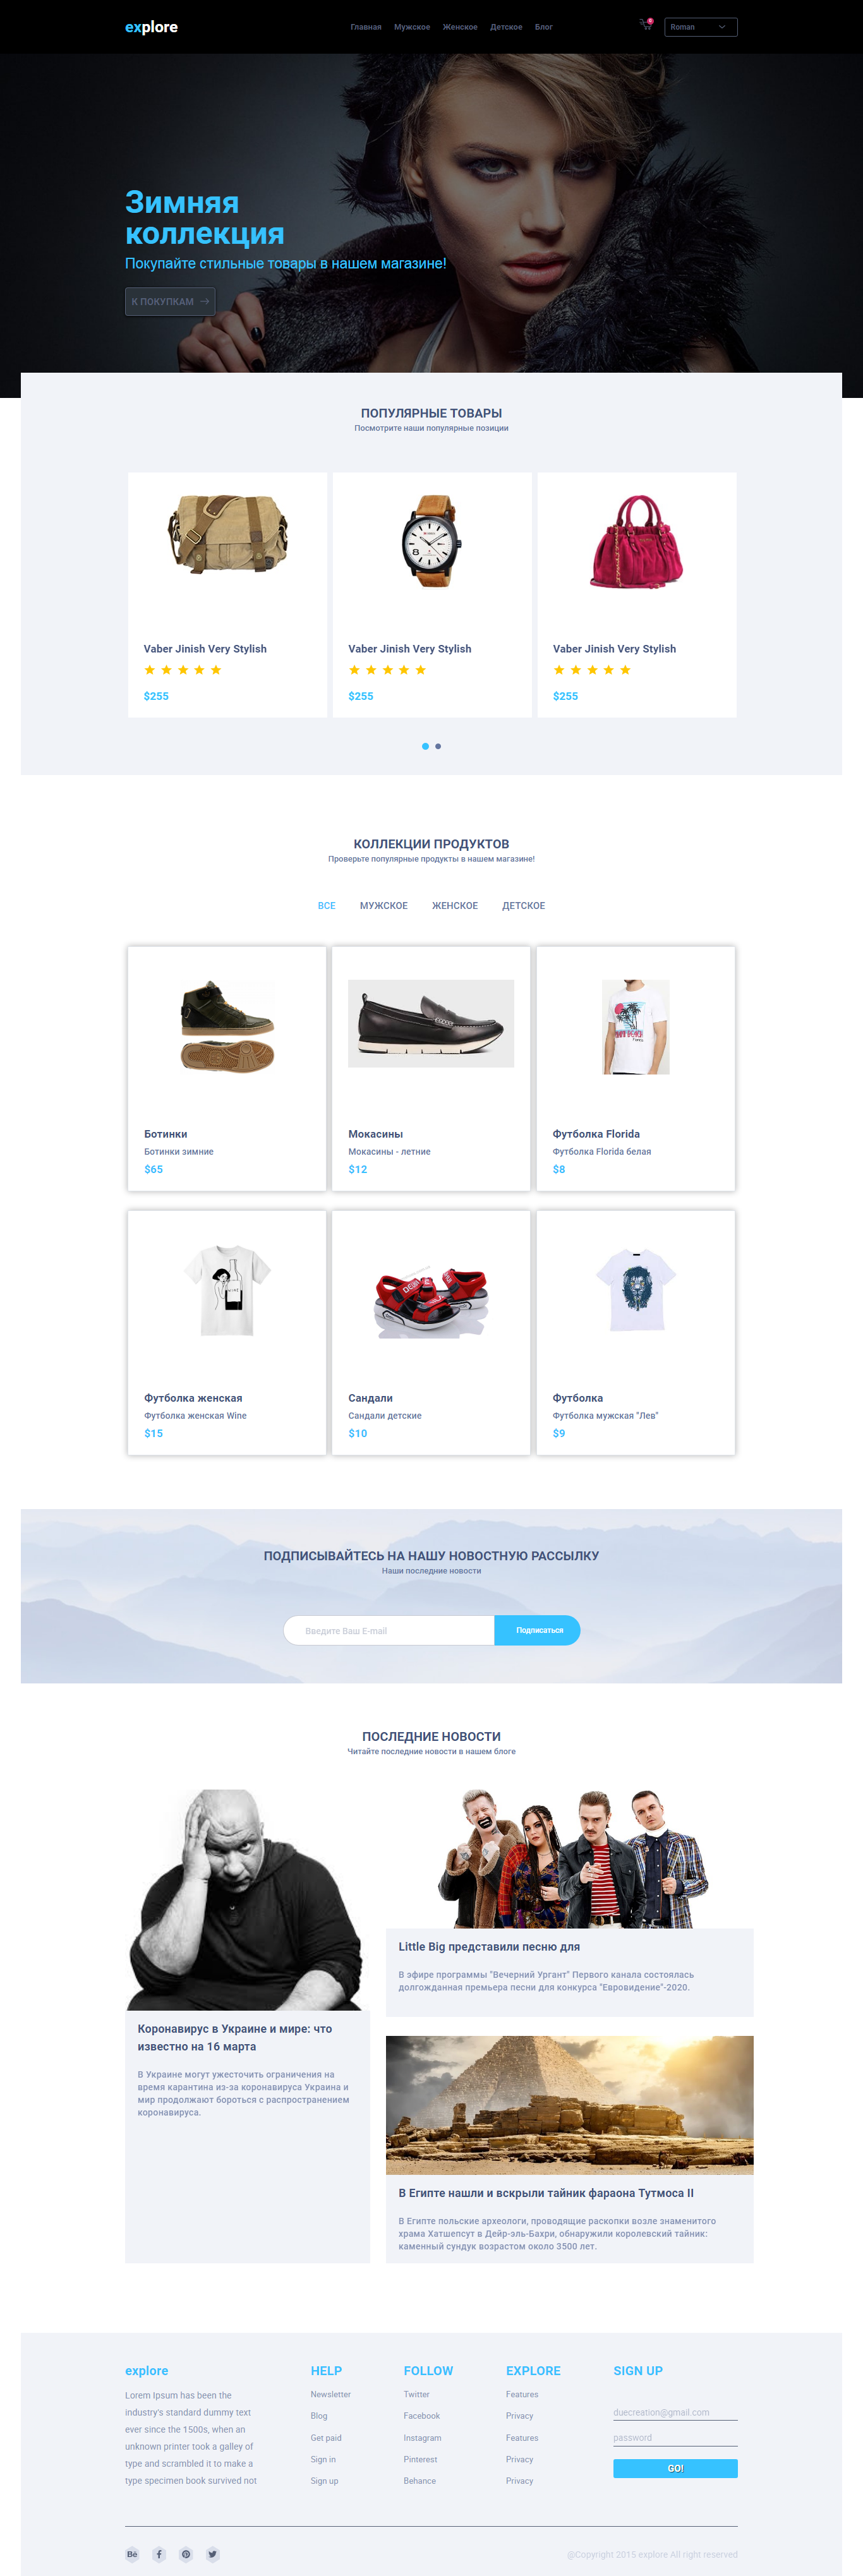 explore
Главная Мужское Женское Детское Блог
Roman
Зимняя
коллекция
Покупайте стильные товары в нашем магазине!
К ПОКУПКАМ
ПОПУЛЯРНЫЕ ТОВАРЫ
Посмотрите наши популярные позиции
Vaber Jinish Very Stylish
$255
Vaber Jinish Very Stylish
$255
Vaber Jinish Very Stylish
$255
КОЛЛЕКЦИИ ПРОДУКТОВ
Проверьте популярные продукты в нашем магазине!
ВСЕ МУЖСКОЕ ЖЕНСКОЕ ДЕТСКОЕ
Ботинки
Ботинки зимние
$65
Мокасины
Мокасины - летние
$12
Футболка Florida
Футболка Florida белая
$8
Футболка женская
Футболка женская Wine
$15
Сандали
Сандали детские
$10
Футболка
Футболка мужская "Лев"
$9
ПОДПИСЫВАЙТЕСЬ НА НАШУ НОВОСТНУЮ РАССЫЛКУ
Наши последние новости
Введите Ваш E-mail
Подписаться
ПОСЛЕДНИЕ НОВОСТИ
Читайте последние новости в нашем блоге
Коронавирус в Украине и мире: что
известно на 16 марта
В Украине могут ужесточить ограничения на
время карантина из-за коронавируса Украина и
мир продолжают бороться с распространением
коронавируса.
Little Big представили песню для
В эфире программы "Вечерний Ургант" Первого канала состоялась
долгожданная премьера песни для конкурса "Евровидение"-2020.
В Египте нашли и вскрыли тайник фараона Тутмоса II
В Египте польские археологи, проводящие раскопки возле знаменитого
храма Хатшепсут в Дейр-эль-Бахри, обнаружили королевский тайник:
каменный сундук возрастом около 3500 лет.
explore
Lorem Ipsum has been the
industry's standard dummy text
ever since the 1500s, when an
unknown printer took a galley of
type and scrambled it to make a
type specimen book survived not
HELP
Newsletter
Blog
Get paid
Sign in
Sign up
FOLLOW
Twitter
Facebook
Instagram
Pinterest
Behance
EXPLORE
Features
Privacy
Features
Privacy
Privacy
SIGN UP
duecreation@gmail.com
password
GO!
@Copyright 2015 explore All right reserved